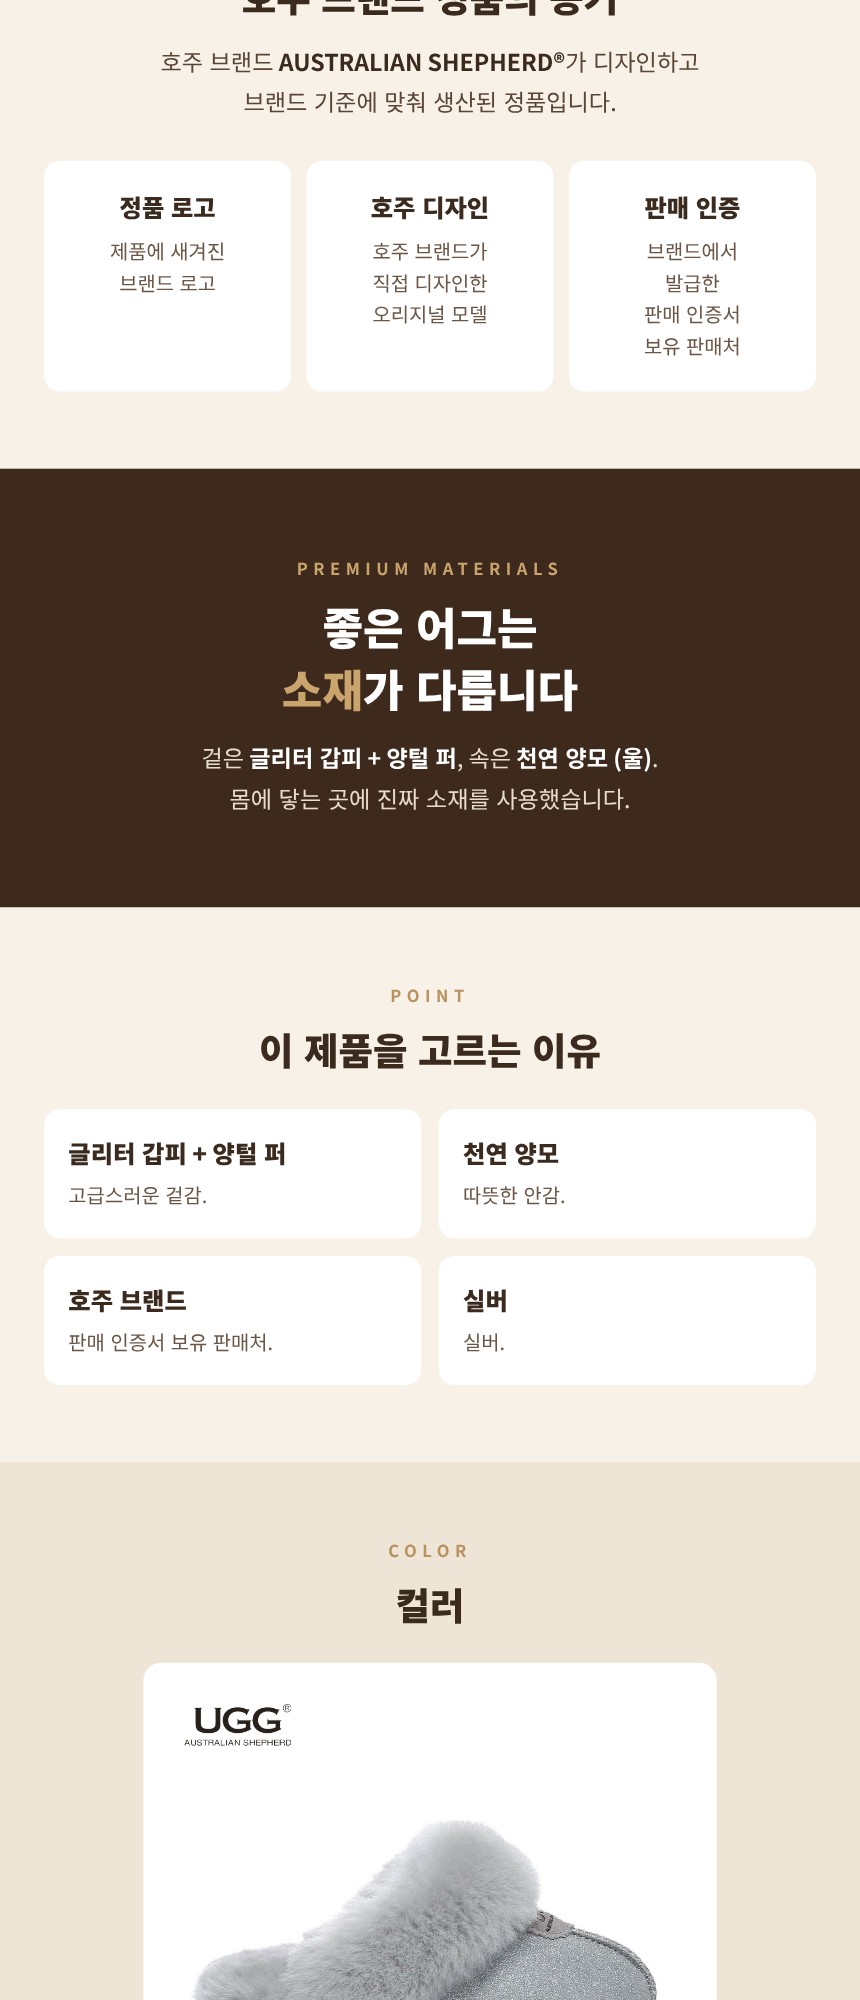 호주 브랜드 정품의 증거
호주 브랜드 AUSTRALIAN SHEPHERD®가 디자인하고
브랜드 기준에 맞춰 생산된 정품입니다.
정품 로고
제품에 새겨진
브랜드 로고
호주 디자인
호주 브랜드가
직접 디자인한
오리지널 모델
판매 인증
브랜드에서
발급한
판매 인증서
보유 판매처
PREMIUM MATERIALS
좋은 어그는
소재가 다릅니다
겉은 글리터 갑피 + 양털 퍼, 속은 천연 양모 (울).
몸에 닿는 곳에 진짜 소재를 사용했습니다.
POINT
이 제품을 고르는 이유
글리터 갑피 + 양털 퍼
고급스러운 겉감.
천연 양모
따뜻한 안감.
호주 브랜드
판매 인증서 보유 판매처.
실버
실버.
COLOR
컬러
UGG®
AUSTRALIAN SHEPHERD